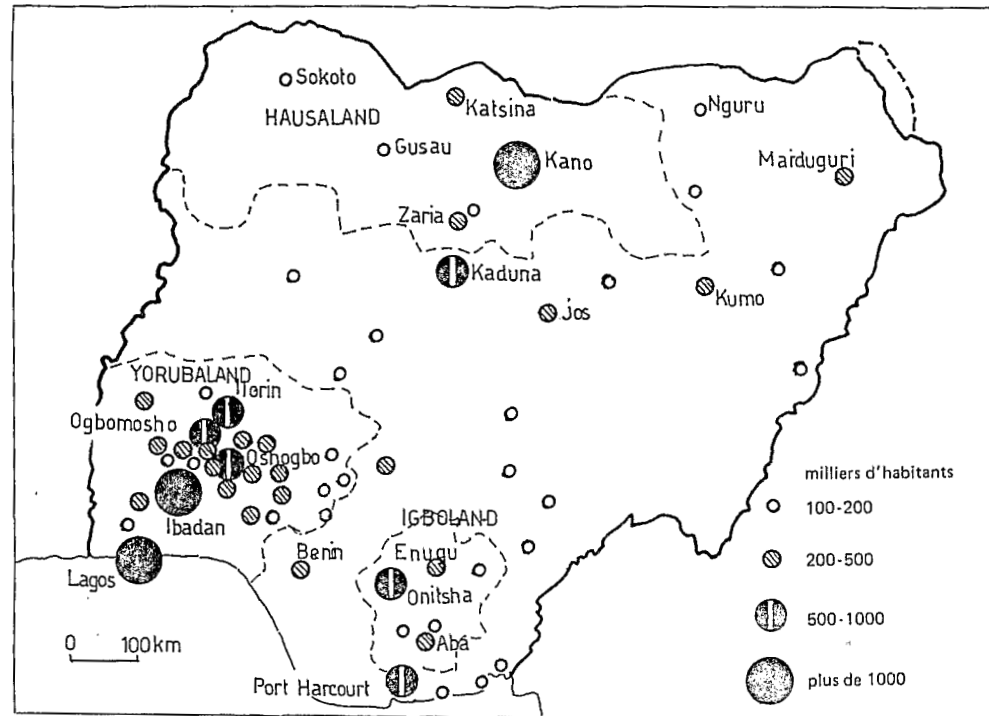 Sokoto
Katsina
Nguru
HAUSALAND
Gusau
Kano
Maiduguri
Zaria
Kaduna
Kumo
Jos
YORUBALAND
Ilorin
Ogbomosho
Oshogbo
Ibadan
IGBOLAND
Benin
Enugu
Lagos
Onitsha
Aba
Port Harcourt
0 100km
milliers d'habitants
100-200
200-500
500-1000
plus de 1000